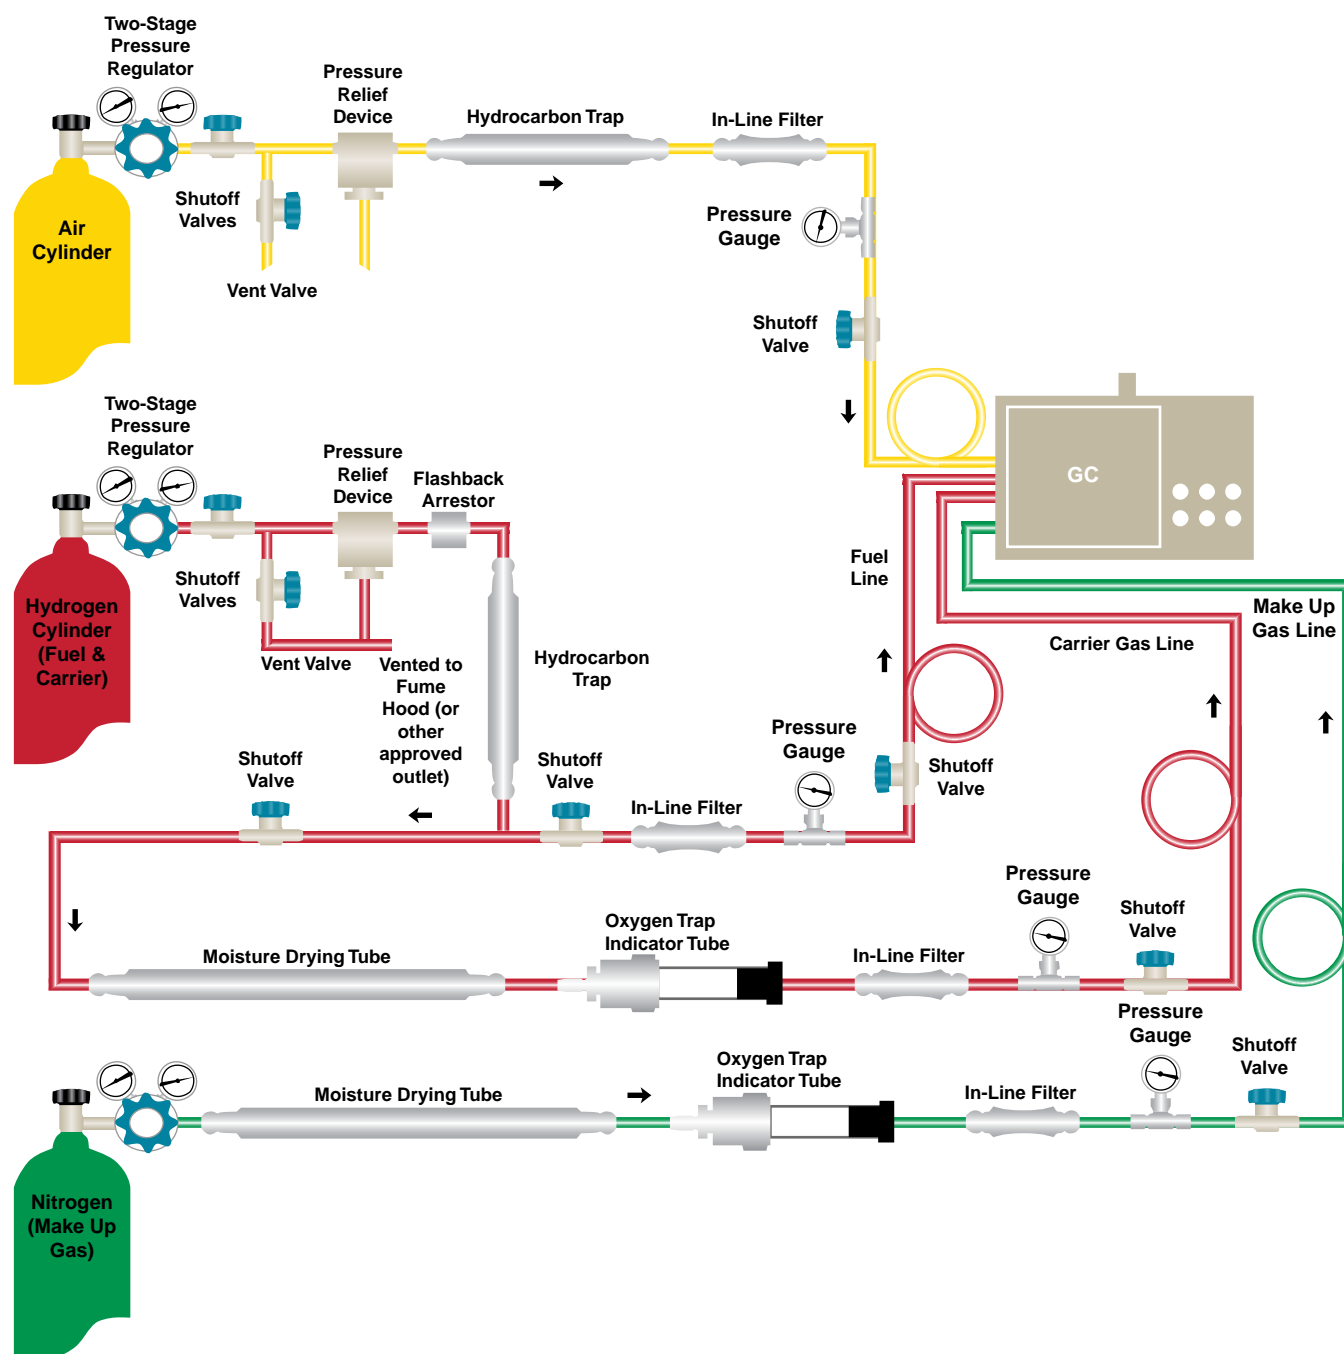 Two-Stage
Pressure
Regulator
Pressure
Relief
Device
Hydrocarbon Trap
In-Line Filter
Shutoff
Valves
Pressure
Gauge
Air
Cylinder
Vent Valve
Shutoff
Valve
Two-Stage
Pressure
Regulator
Pressure
Relief
Device
Flashback
Arrestor
GC
Fuel
Line
Shutoff
Valves
Hydrogen
Cylinder
(Fuel &
Carrier)
Make Up
Gas Line
Carrier Gas Line
Vent Valve
Vented to
Fume
Hood (or
other
approved
outlet)
Hydrocarbon
Trap
Pressure
Gauge
Shutoff
Valve
Shutoff
Valve
Shutoff
Valve
In-Line Filter
Pressure
Gauge
Shutoff
Valve
Oxygen Trap
Indicator Tube
Moisture Drying Tube
In-Line Filter
Pressure
Gauge
Shutoff
Valve
Oxygen Trap
Indicator Tube
Moisture Drying Tube
In-Line Filter
Nitrogen
(Make Up
Gas)